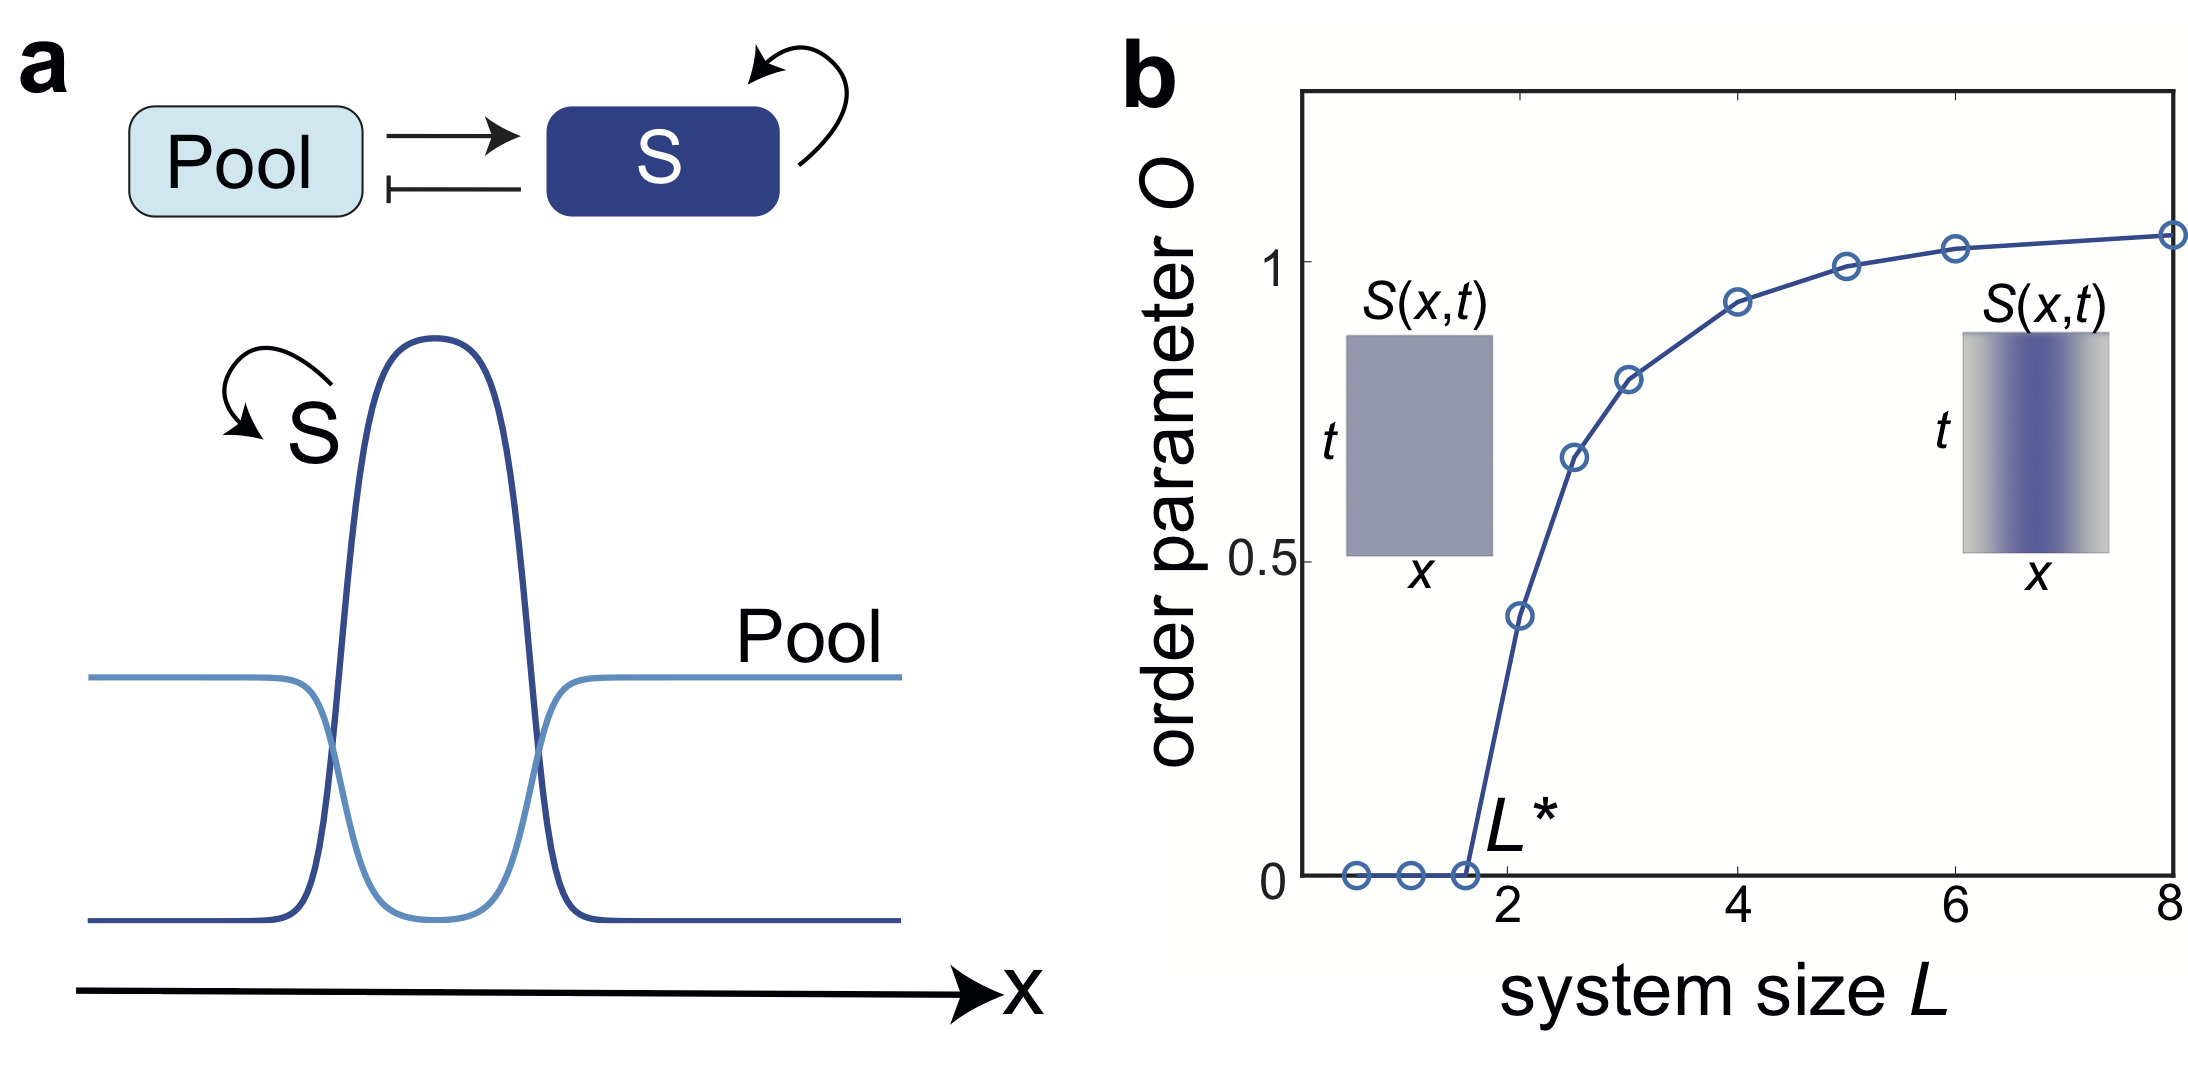 a
Pool
S
S
Pool
x
b
order parameter O
1
0.5
0
S(x,t)
t
x
S(x,t)
t
x
L*
2
4
6
8
system size L